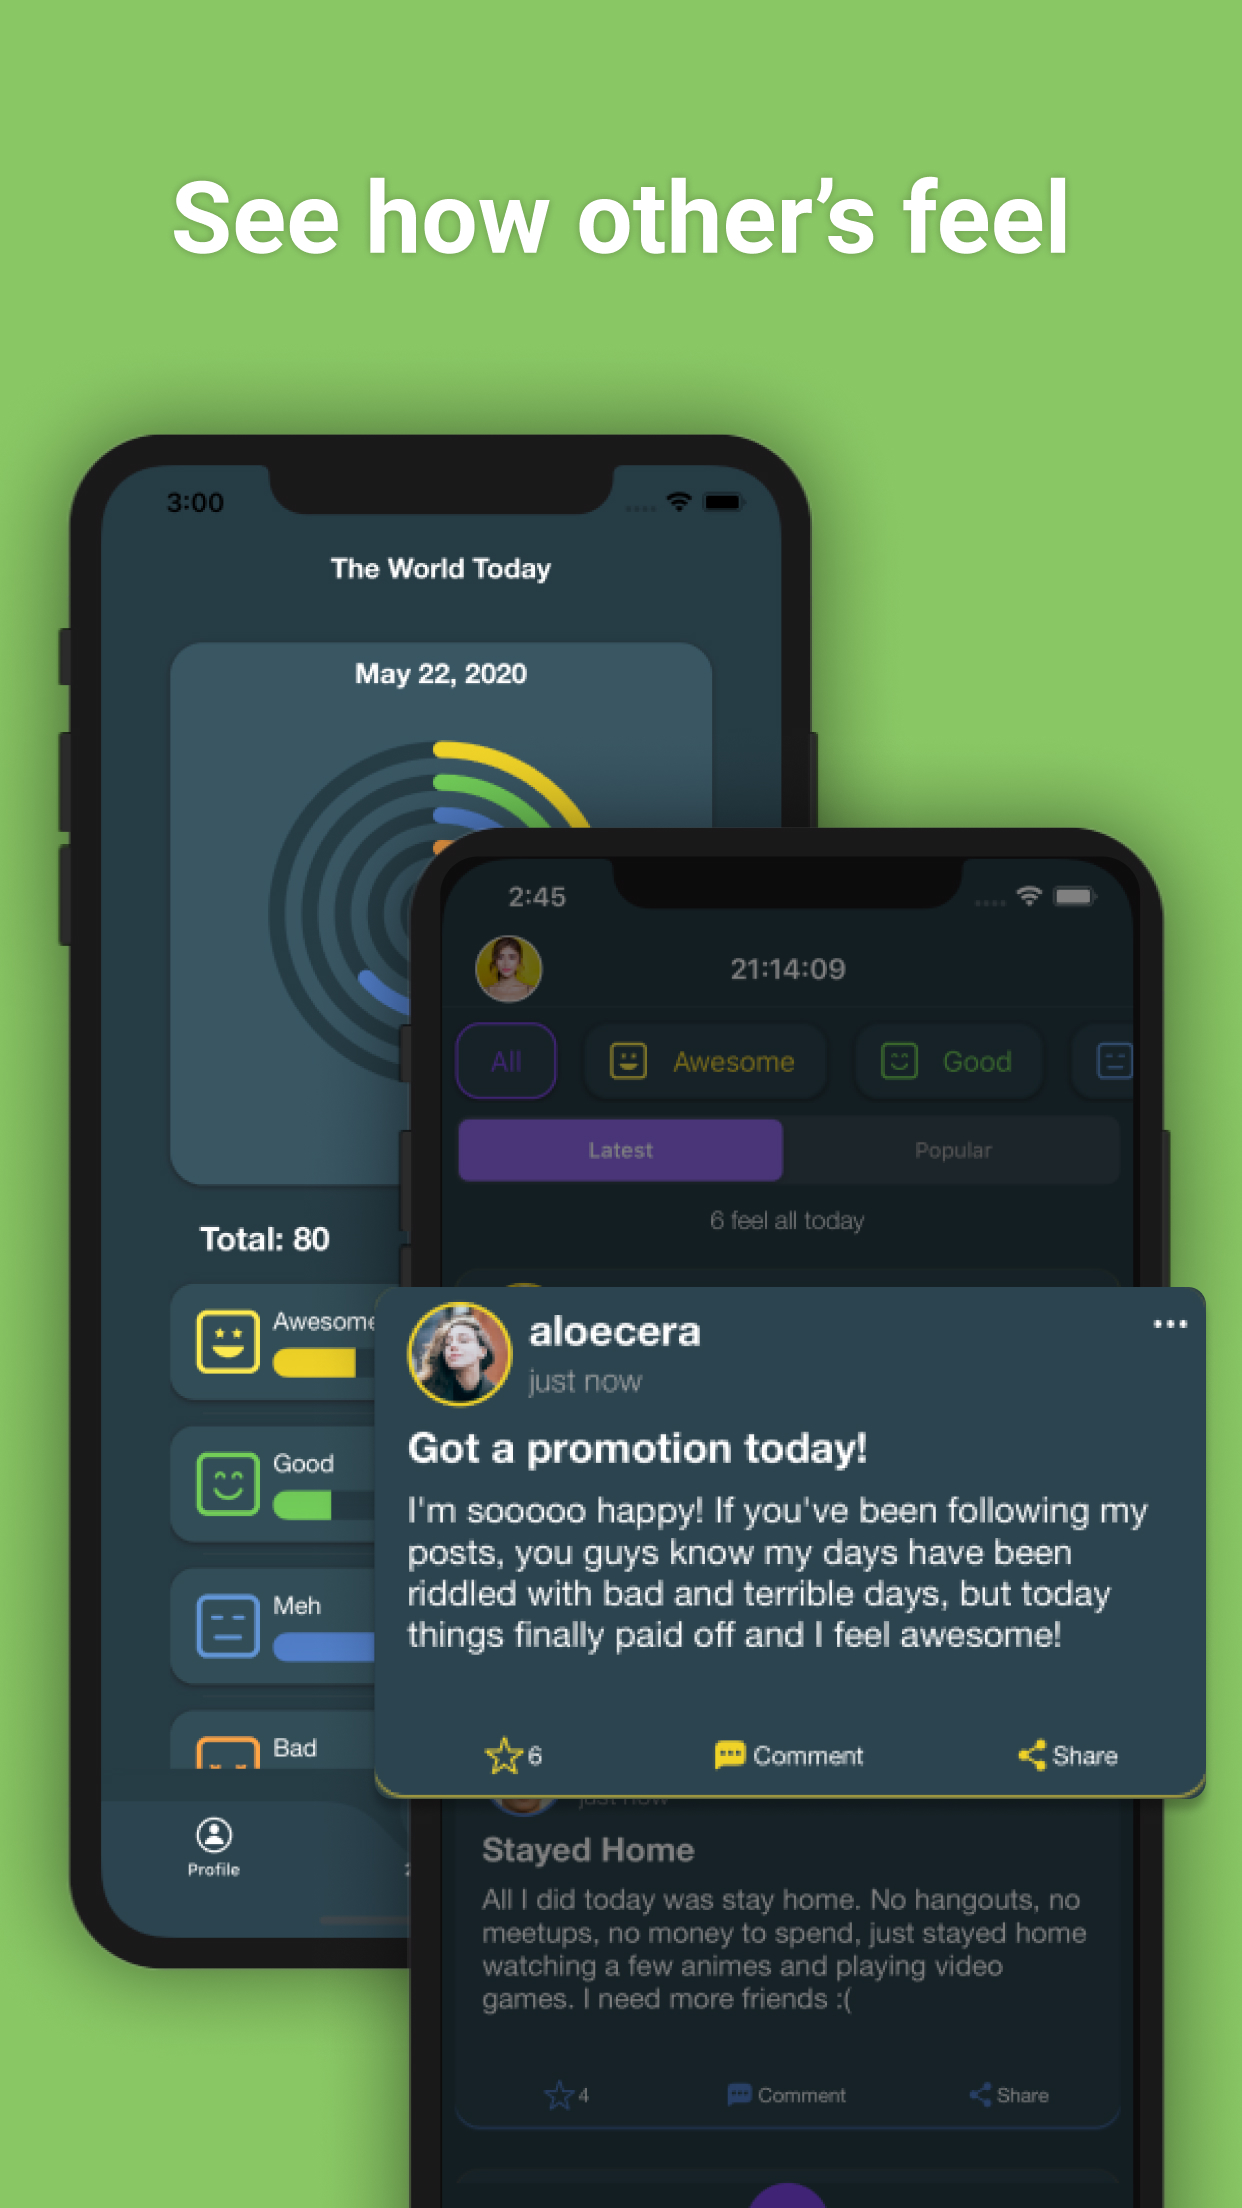 See how other’s feel
3:00
The World Today
May 22, 2020
Total: 80
Awesome
Good
Meh
Bad
Profile
2:45
21:14:09
All
Awesome
Good
Latest
Popular
6 feel all today
aloecera
just now
Got a promotion today!
I'm sooooo happy! If you've been following my
posts, you guys know my days have been
riddled with bad and terrible days, but today
things finally paid off and I feel awesome!
6
Comment
Share
just now
Stayed Home
All I did today was stay home. No hangouts, no
meetups, no money to spend, just stayed home
watching a few animes and playing video
games. I need more friends :(
4
Comment
Share